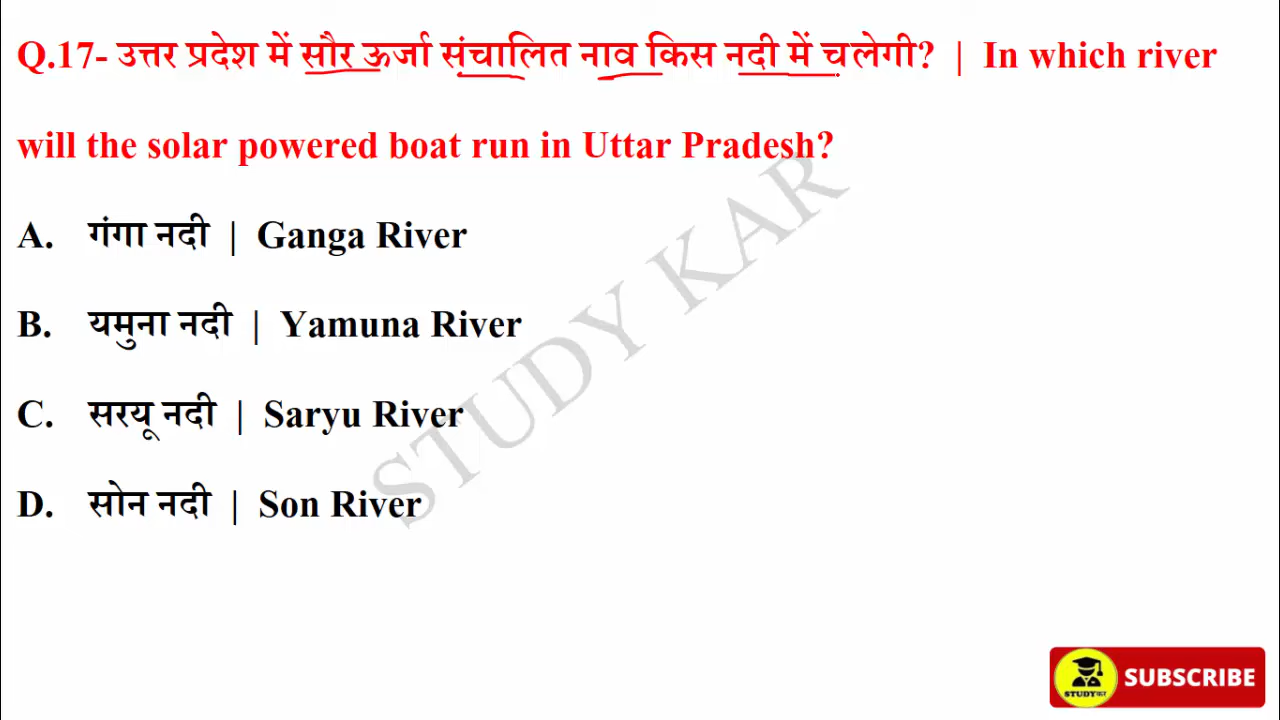 Q.17- उत्तर प्रदेश में सौर ऊर्जा संचालित नाव किस नदी में चलेगी? | In which river
will the solar powered boat run in Uttar Pradesh?
A. गंगा नदी | Ganga River
B. यमुना नदी | Yamuna River
C. सरयू नदी | Saryu River
D. सोन नदी | Son River
STUDY KAR
SUBSCRIBE
STUDYकर